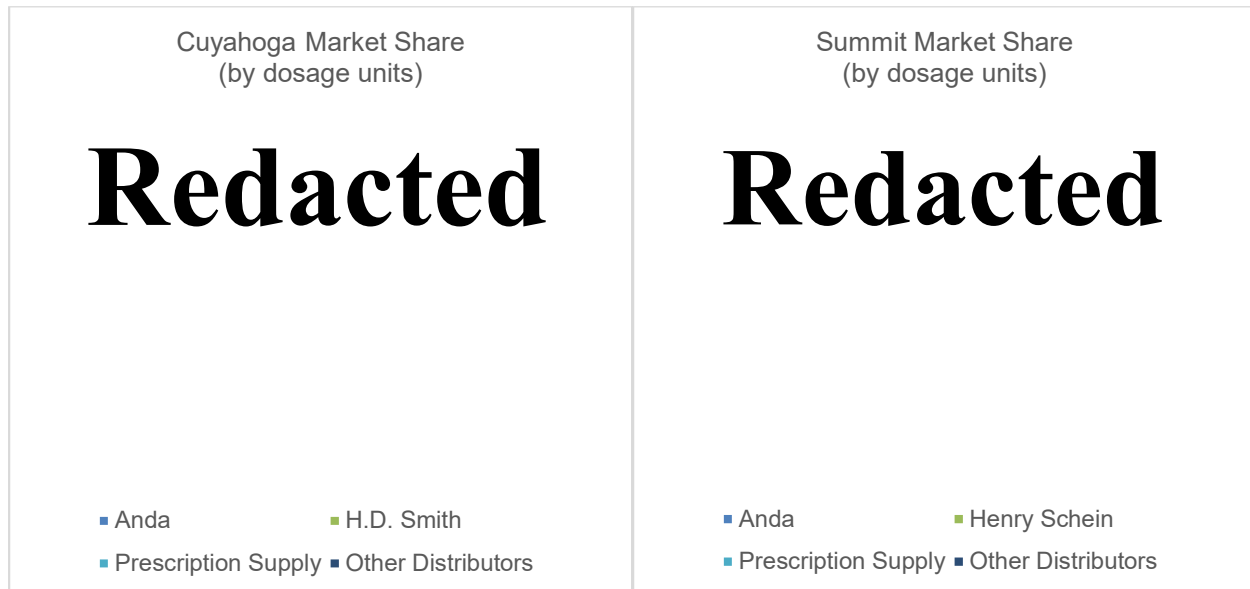 Cuyahoga Market Share
(by dosage units)
Redacted
Anda
H.D. Smith
Prescription Supply
Other Distributors
Summit Market Share
(by dosage units)
Redacted
Anda
Henry Schein
Prescription Supply
Other Distributors